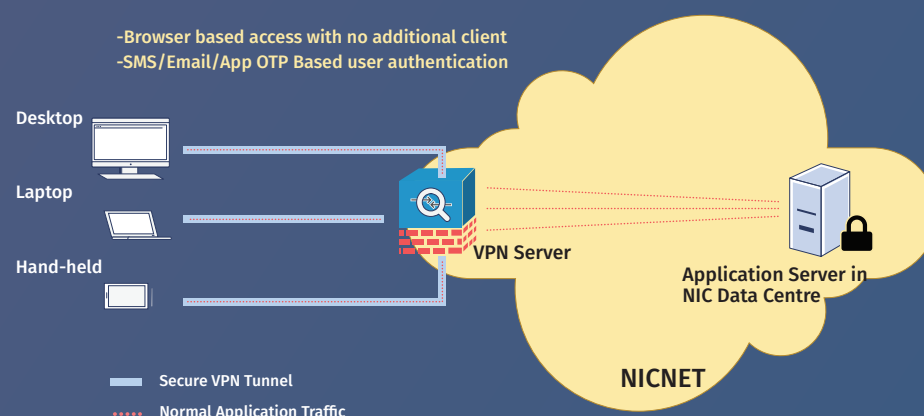 -Browser based access with no additional client
-SMS/Email/App OTP Based user authentication
Desktop
Laptop
Hand-held
VPN Server
Application Server in
NIC Data Centre
NICNET
Secure VPN Tunnel
Normal Application Traffic